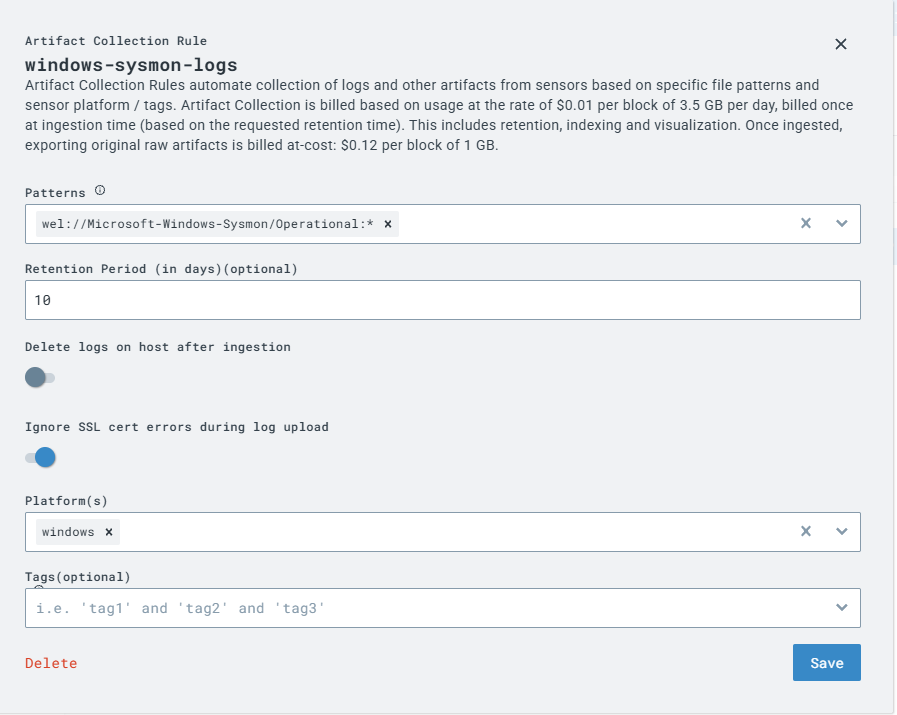 Artifact Collection Rule
windows-sysmon-logs
Artifact Collection Rules automate collection of logs and other artifacts from sensors based on specific file patterns and
sensor platform / tags. Artifact Collection is billed based on usage at the rate of $0.01 per block of 3.5 GB per day, billed once
at ingestion time (based on the requested retention time). This includes retention, indexing and visualization. Once ingested,
exporting original raw artifacts is billed at-cost: $0.12 per block of 1 GB.
Patterns
wel://Microsoft-Windows-Sysmon/Operational:*
Retention Period (in days)(optional)
10
Delete logs on host after ingestion
Ignore SSL cert errors during log upload
Platform(s)
windows
Tags(optional)
i.e. 'tag1' and 'tag2' and 'tag3'
Delete
Save